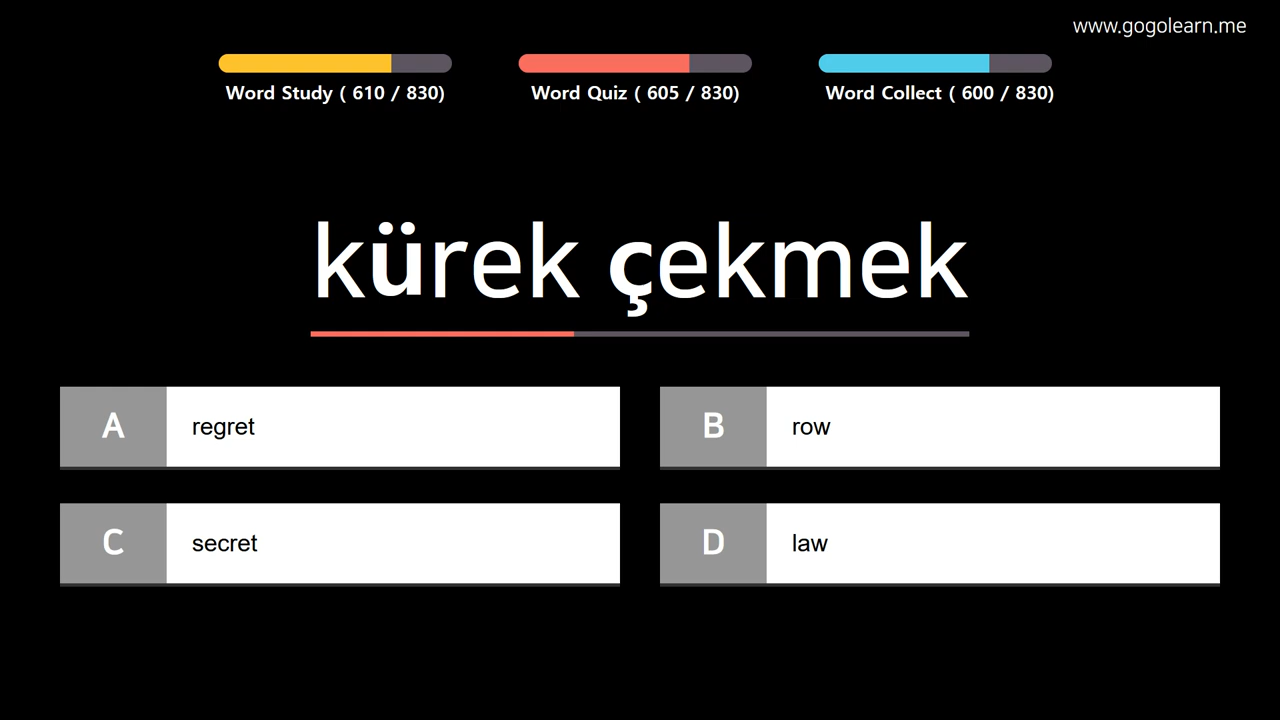 www.gogolearn.me
Word Study ( 610 / 830)
Word Quiz ( 605 / 830)
Word Collect ( 600 / 830)
kürek çekmek
A regret
B row
C secret
D law